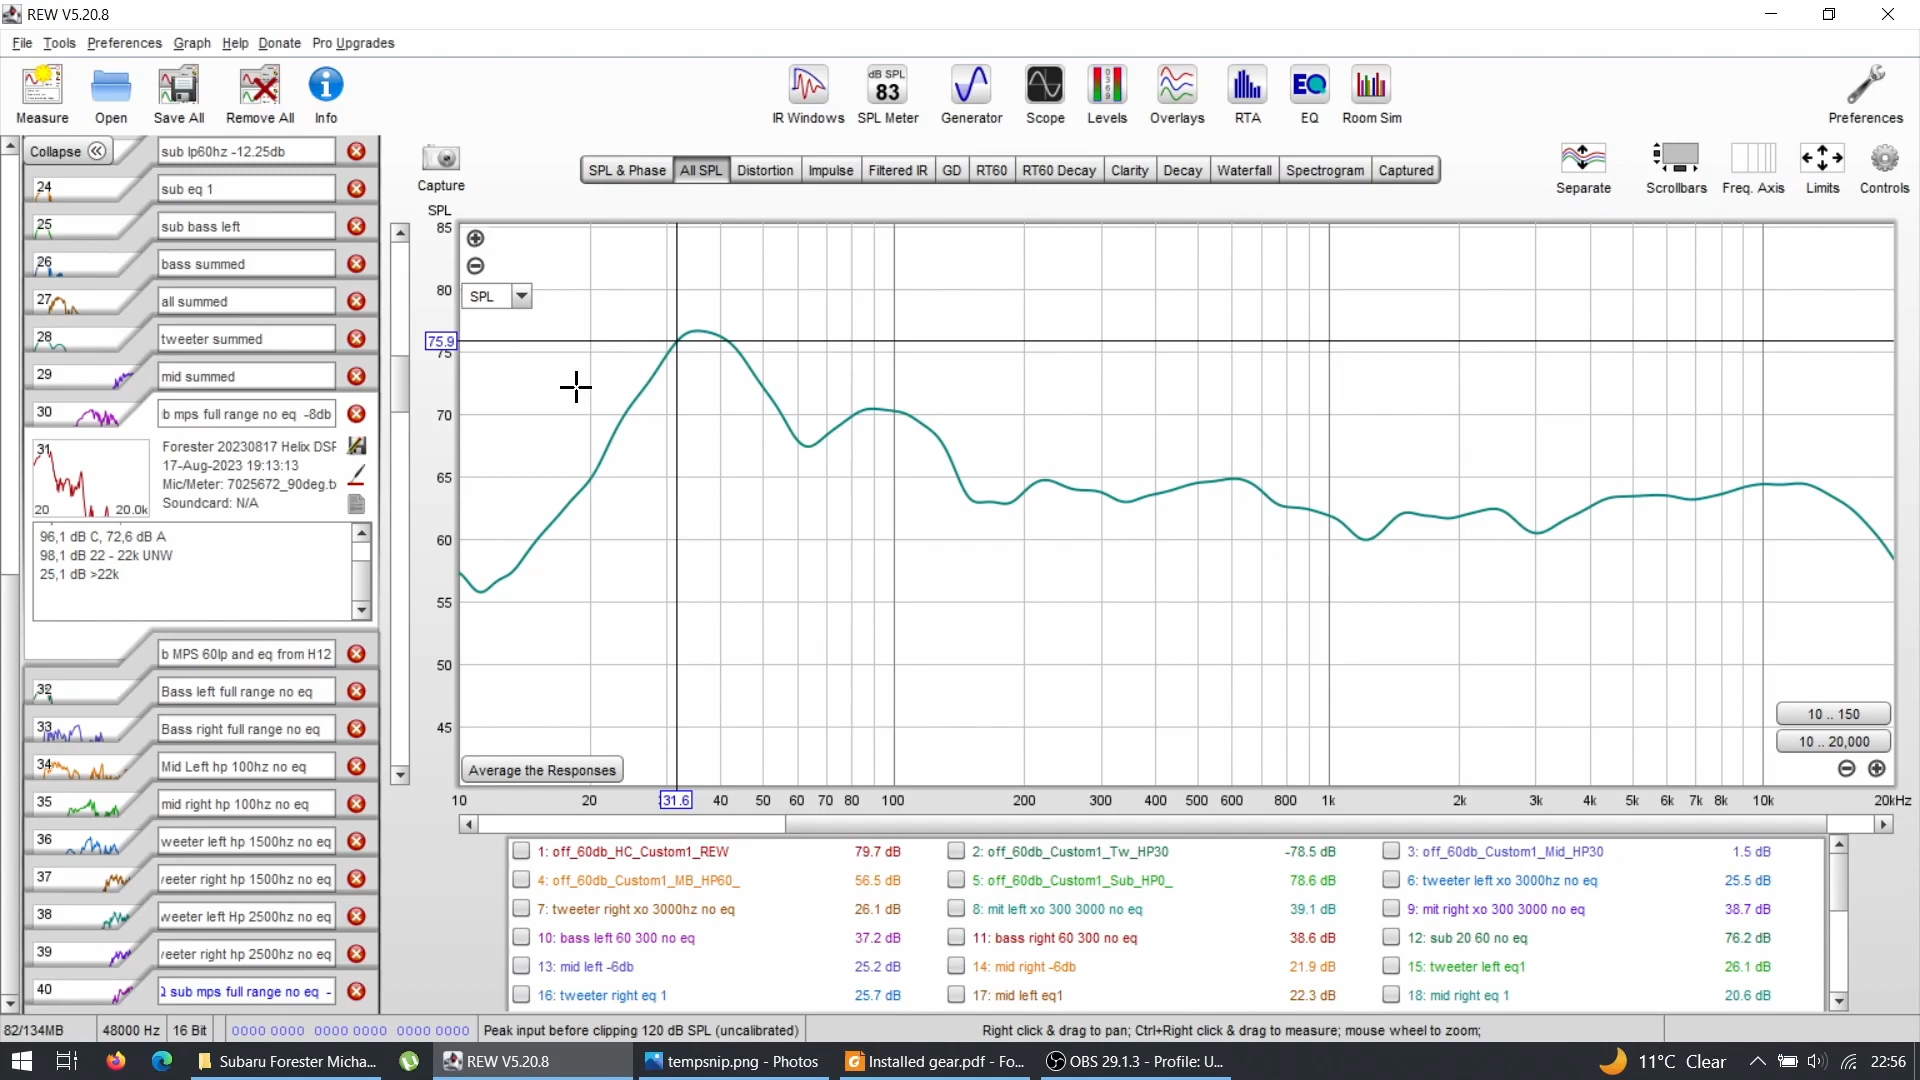 REW V5.20.8
File Tools Preferences Graph Help Donate Pro Upgrades
dB SPL
83
EQ
Measure Open Save All Remove All Info IR Windows SPL Meter Generator Scope Levels Overlays RTA EQ Room Sim Preferences
Collapse
sub lp60hz -12.25db
24 sub eq 1
25 sub bass left
26 bass summed
27 all summed
28 tweeter summed
29 mid summed
30 b mps full range no eq -8db
31
Forester 20230817 Helix DSF
17-Aug-2023 19:13:13
Mic/Meter: 7025672_90deg.b
Soundcard: N/A
20 20.0k
96,1 dB C, 72,6 dB A
98,1 dB 22 - 22k UNW
25,1 dB >22k
b MPS 60lp and eq from H12
32 Bass left full range no eq
33 Bass right full range no eq
34 Mid Left hp 100hz no eq
35 mid right hp 100hz no eq
36 weeter left hp 1500hz no eq
37 /eeter right hp 1500hz no eq
38 weeter left Hp 2500hz no eq
39 /eeter right hp 2500hz no eq
40 2 sub mps full range no eq -
Capture
SPL & Phase All SPL Distortion Impulse Filtered IR GD RT60 RT60 Decay Clarity Decay Waterfall Spectrogram Captured
Separate Scrollbars Freq. Axis Limits Controls
SPL
85
80
SPL
75.9
75
70
65
60
55
50
45
10 .. 150
10 .. 20,000
Average the Responses
10 20 31.6 40 50 60 70 80 100 200 300 400 500 600 800 1k 2k 3k 4k 5k 6k 7k 8k 10k 20kHz
1: off_60db_HC_Custom1_REW 79.7 dB 2: off_60db_Custom1_Tw_HP30 -78.5 dB 3: off_60db_Custom1_Mid_HP30 1.5 dB
4: off_60db_Custom1_MB_HP60_ 56.5 dB 5: off_60db_Custom1_Sub_HP0_ 78.6 dB 6: tweeter left xo 3000hz no eq 25.5 dB
7: tweeter right xo 3000hz no eq 26.1 dB 8: mit left xo 300 3000 no eq 39.1 dB 9: mit right xo 300 3000 no eq 38.7 dB
10: bass left 60 300 no eq 37.2 dB 11: bass right 60 300 no eq 38.6 dB 12: sub 20 60 no eq 76.2 dB
13: mid left -6db 25.2 dB 14: mid right -6db 21.9 dB 15: tweeter left eq1 26.1 dB
16: tweeter right eq 1 25.7 dB 17: mid left eq1 22.3 dB 18: mid right eq 1 20.6 dB
82/134MB 48000 Hz 16 Bit 0000 0000 0000 0000 0000 0000 Peak input before clipping 120 dB SPL (uncalibrated) Right click & drag to pan; Ctrl+Right click & drag to measure; mouse wheel to zoom;
Subaru Forester Micha... REW V5.20.8 tempsnip.png - Photos Installed gear.pdf - Fo... OBS 29.1.3 - Profile: U... 11°C Clear 22:56